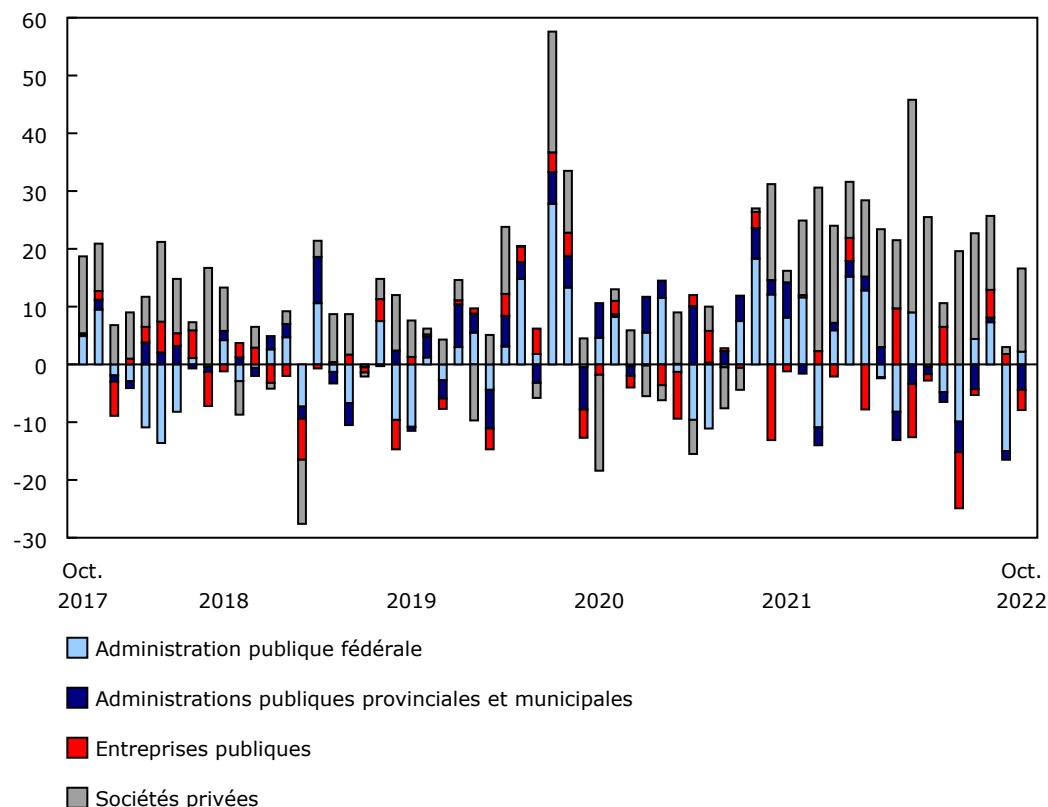 60
50
40
30
20
10
0
-10
-20
-30
Oct. Oct.
2017 2018 2019 2020 2021 2022
Administration publique fédérale
Administrations publiques provinciales et municipales
Entreprises publiques
Sociétés privées